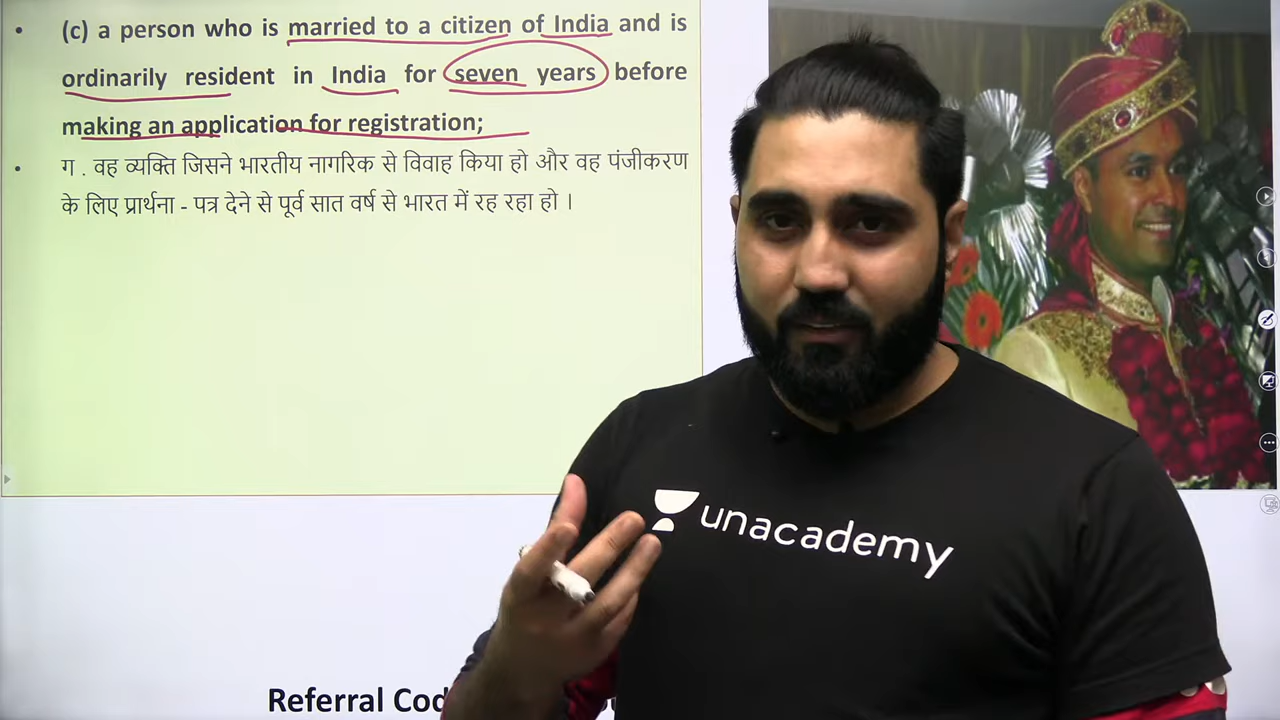 (c) a person who is married to a citizen of India and is
ordinarily resident in India for seven years before
making an application for registration;
ग . वह व्यक्ति जिसने भारतीय नागरिक से विवाह किया हो और वह पंजीकरण
के लिए प्रार्थना - पत्र देने से पूर्व सात वर्ष से भारत में रह रहा हो ।
unacademy
Referral